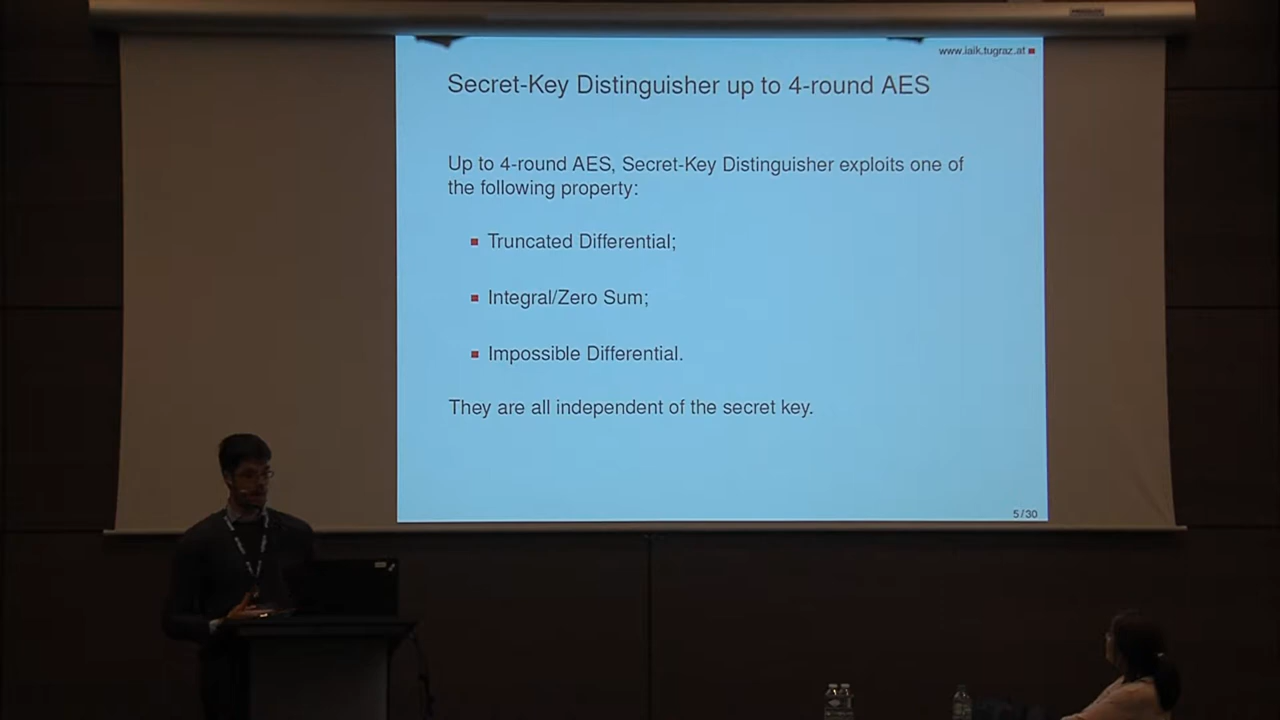 www.iaik.tugraz.at
Secret-Key Distinguisher up to 4-round AES
Up to 4-round AES, Secret-Key Distinguisher exploits one of
the following property:
Truncated Differential;
Integral/Zero Sum;
Impossible Differential.
They are all independent of the secret key.
5/30